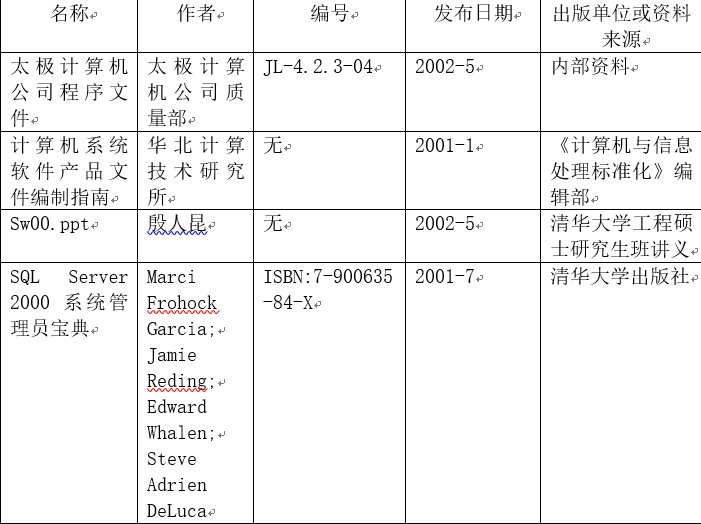 名称 作者 编号 发布日期 出版单位或资料
来源
太极计算机 太极计算 JL-4.2.3-04 2002-5 内部资料
公司程序文 机公司质
件 量部
计算机系统 华北计算 无 2001-1 《计算机与信息
软件产品文 技术研究 处理标准化》编
件编制指南 所 辑部
Sw00.ppt 殷人昆 无 2002-5 清华大学工程硕
士研究生班讲义
SQL Server Marci ISBN:7-900635 2001-7 清华大学出版社
2000 系统管 Frohock -84-X
理员宝典 Garcia;
Jamie
Reding;
Edward
Whalen;
Steve
Adrien
DeLuca